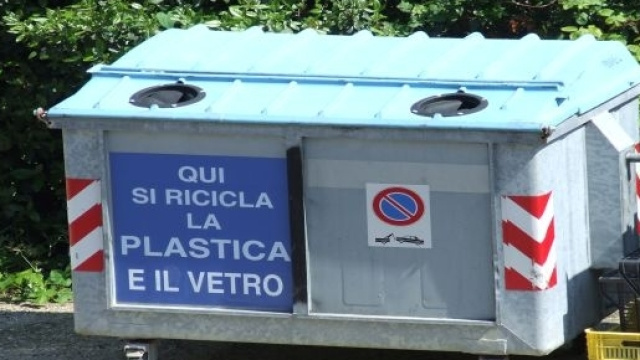 QUI
SI RICICLA
LA
PLASTICA
E IL VETRO